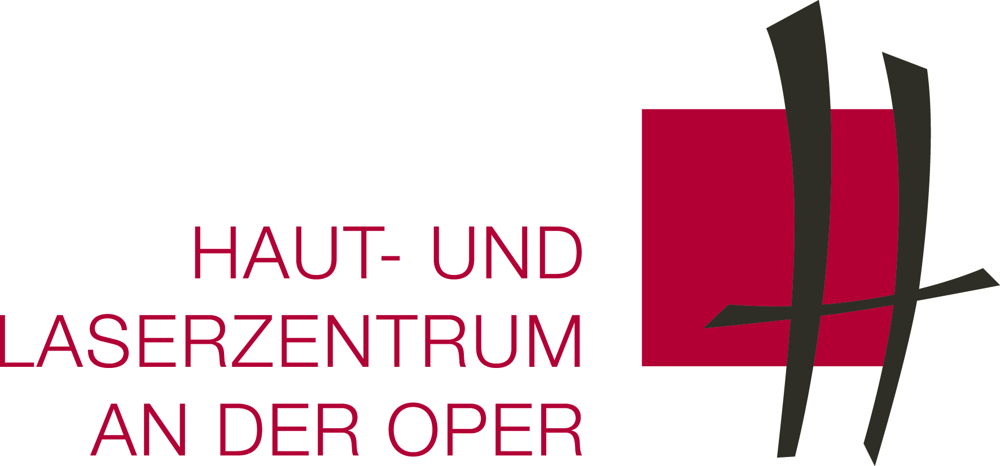 HAUT- UND
LASERZENTRUM
AN DER OPER